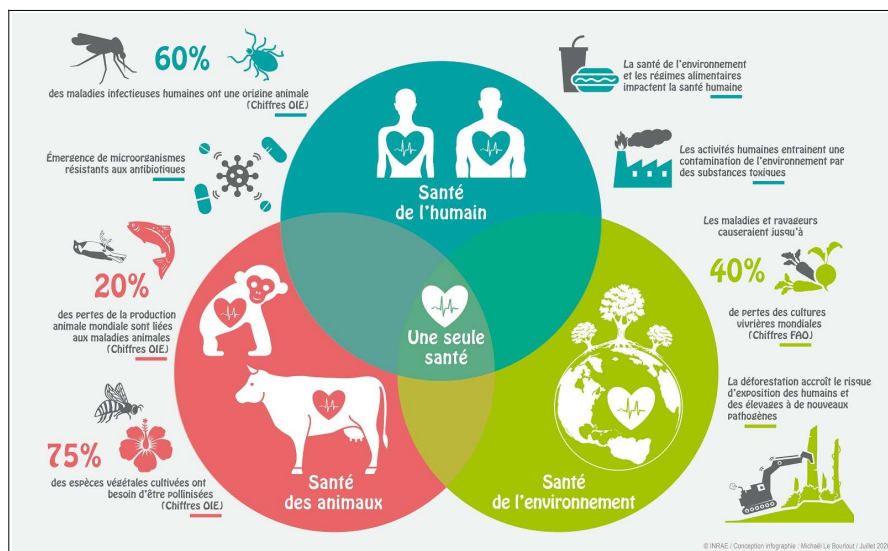 60%
des maladies infectieuses humaines ont une origine animale
(Chiffres OIE)
Émergence de microorganismes
résistants aux antibiotiques
20%
des pertes de la production
animale mondiale sont liées
aux maladies animales
(Chiffres OIE)
75%
des espèces végétales cultivées ont
besoin d'être pollinisées
(Chiffres OIE)
Santé
de l'humain
Une seule
santé
Santé
des animaux
Santé
de l'environnement
La santé de l'environnement
et les régimes alimentaires
impactent la santé humaine
Les activités humaines entrainent une
contamination de l'environnement par
des substances toxiques
Les maladies et ravageurs
causeraient jusqu'à
40%
de pertes des cultures
vivrières mondiales
(Chiffres FAO)
La déforestation accroît le risque
d'exposition des humains et
des élevages à de nouveaux
pathogènes
© INRAE / Conception infographie : Michaël Le Bourlout / Juillet